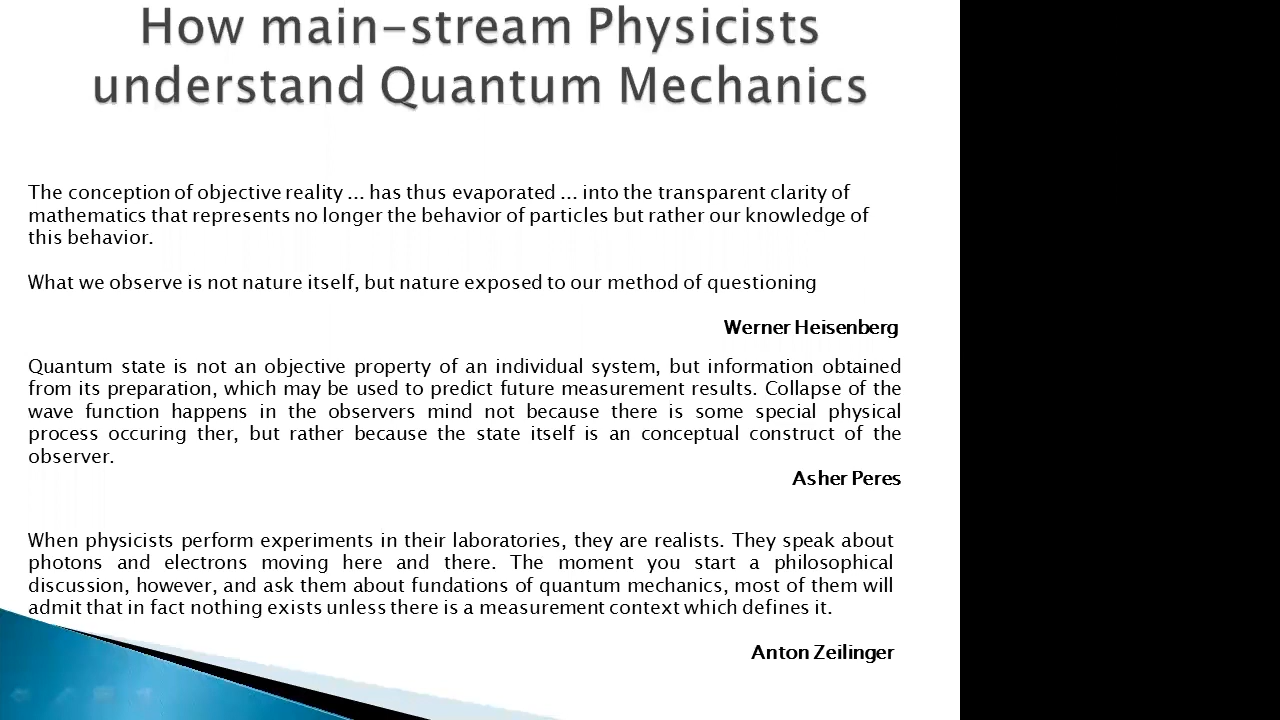 How main-stream Physicists
understand Quantum Mechanics
The conception of objective reality ... has thus evaporated ... into the transparent clarity of
mathematics that represents no longer the behavior of particles but rather our knowledge of
this behavior.
What we observe is not nature itself, but nature exposed to our method of questioning
Werner Heisenberg
Quantum state is not an objective property of an individual system, but information obtained
from its preparation, which may be used to predict future measurement results. Collapse of the
wave function happens in the observers mind not because there is some special physical
process occuring ther, but rather because the state itself is an conceptual construct of the
observer.
Asher Peres
When physicists perform experiments in their laboratories, they are realists. They speak about
photons and electrons moving here and there. The moment you start a philosophical
discussion, however, and ask them about fundations of quantum mechanics, most of them will
admit that in fact nothing exists unless there is a measurement context which defines it.
Anton Zeilinger